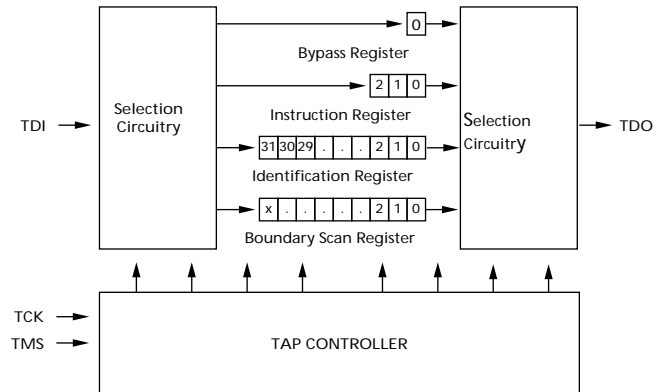 0
Bypass Register
2 1 0
Selection
Circuitry
Instruction Register
Selection
Circuitry
TDI
TDO
31 30 29 . . . 2 1 0
Identification Register
x . . . . . 2 1 0
Boundary Scan Register
TCK
TMS
TAP CONTROLLER